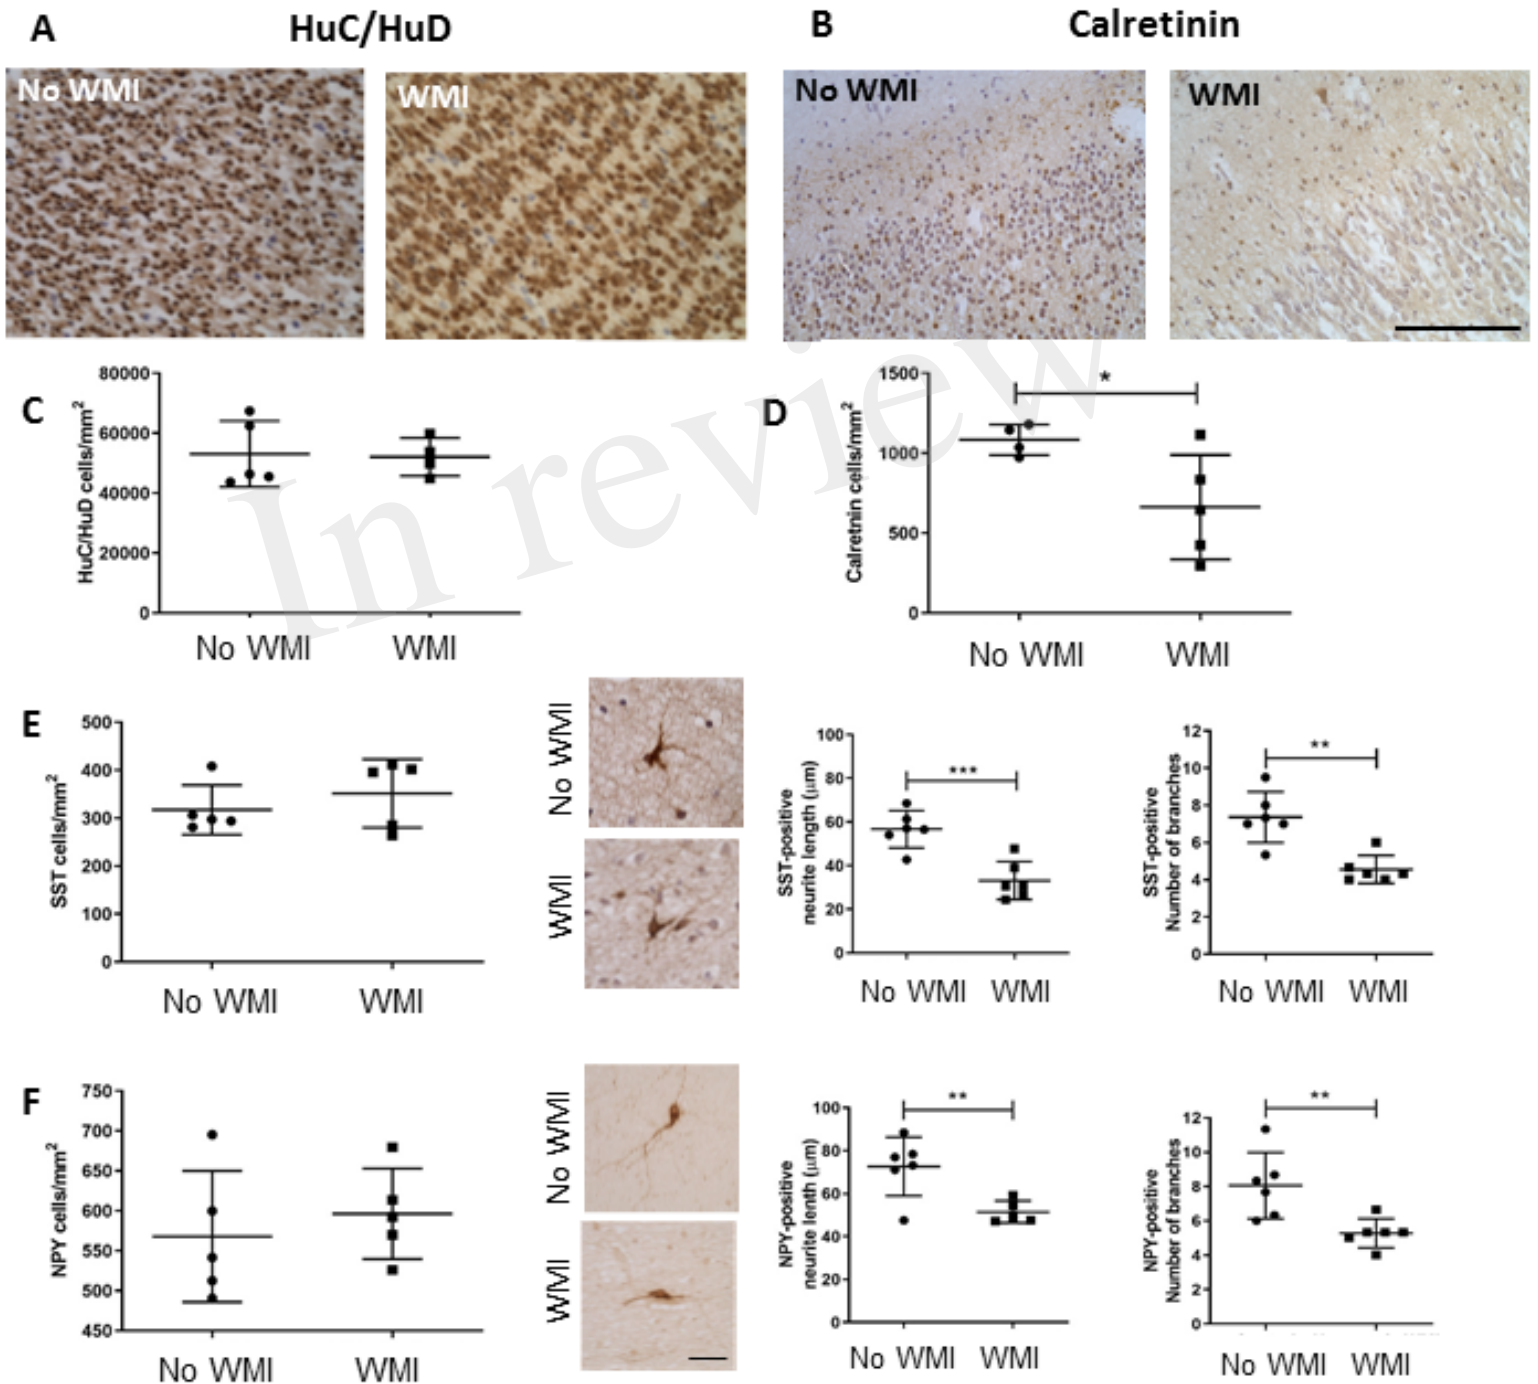 A HuC/HuD
B Calretinin
No WMI
WMI
No WMI
WMI
In review
C
HuC/HuD cells/mm2
80000
60000
40000
20000
0
No WMI
WMI
D
Calretnin cells/mm2
1500
1000
500
0
*
No WMI
WMI
E
SST cells/mm2
500
400
300
200
100
0
No WMI
WMI
No WMI
WMI
SST-positive
neurite length (µm)
100
80
60
40
20
0
***
No WMI
WMI
SST-positive
Number of branches
12
10
8
6
4
2
0
**
No WMI
WMI
F
NPY cells/mm2
750
700
650
600
550
500
450
No WMI
WMI
No WMI
WMI
NPY-positive
neurite lenth (µm)
100
80
60
40
20
0
**
No WMI
WMI
NPY-positive
Number of branches
12
10
8
6
4
2
0
**
No WMI
WMI